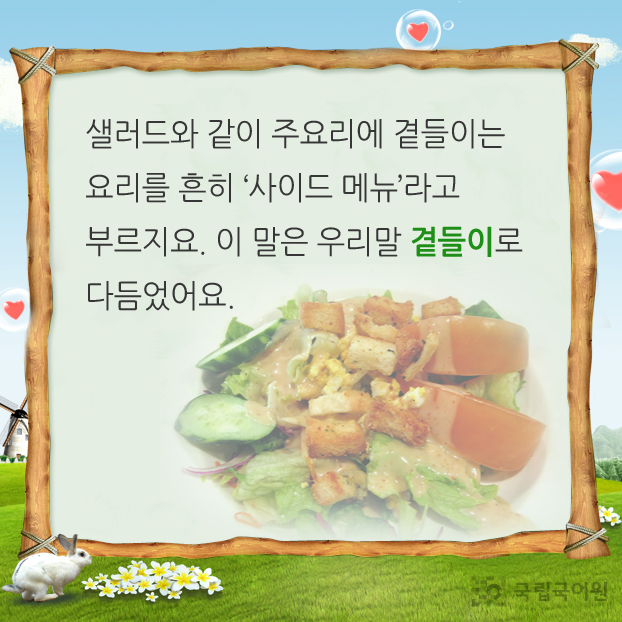 샐러드와 같이 주요리에 곁들이는
요리를 흔히 ‘사이드 메뉴’라고
부르지요. 이 말은 우리말 곁들이로
다듬었어요.
국립국어원